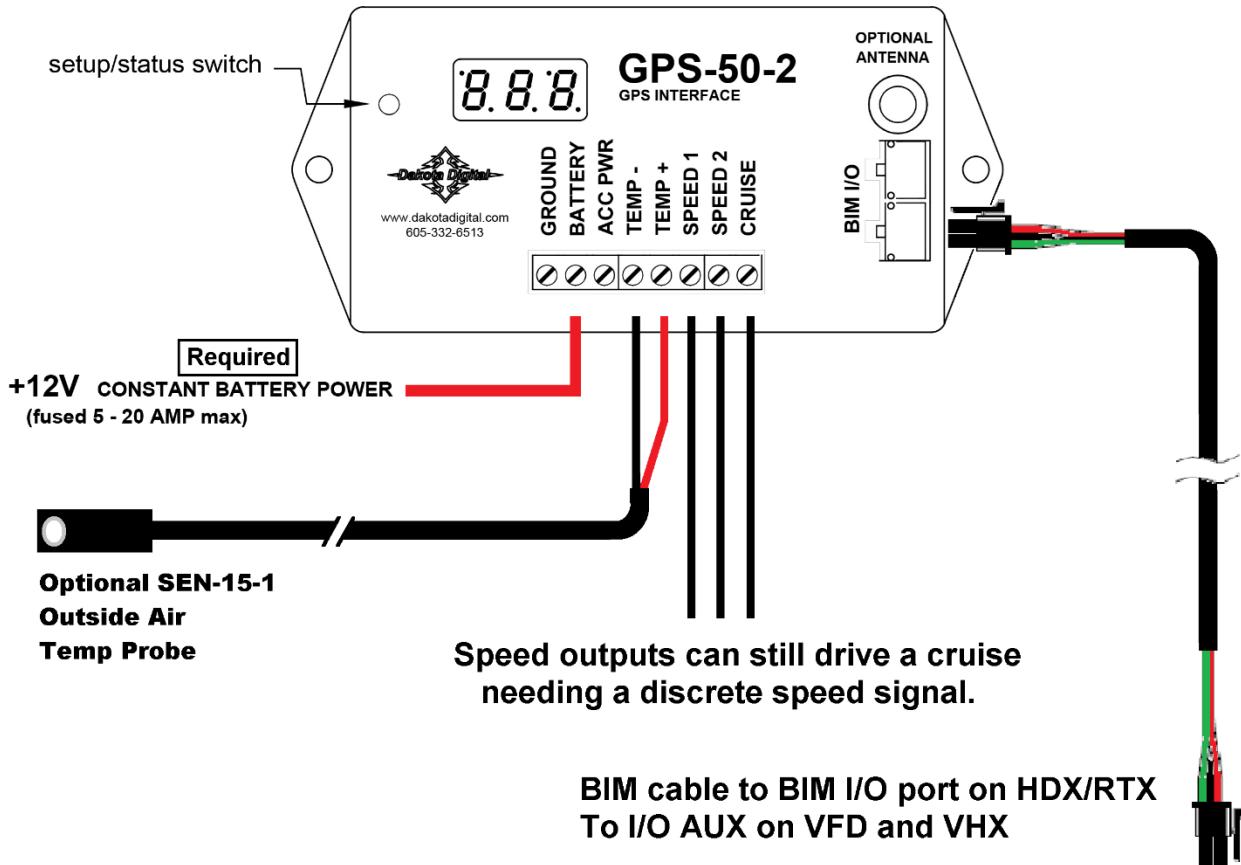 setup/status switch
8.8.8.
GPS-50-2
GPS INTERFACE
OPTIONAL
ANTENNA
Dakota Digital
www.dakotadigital.com
605-332-6513
GROUND
BATTERY
ACC PWR
TEMP -
TEMP +
SPEED 1
SPEED 2
CRUISE
BIM I/O
Required
+12V CONSTANT BATTERY POWER
(fused 5 - 20 AMP max)
Optional SEN-15-1
Outside Air
Temp Probe
Speed outputs can still drive a cruise
needing a discrete speed signal.
BIM cable to BIM I/O port on HDX/RTX
To I/O AUX on VFD and VHX